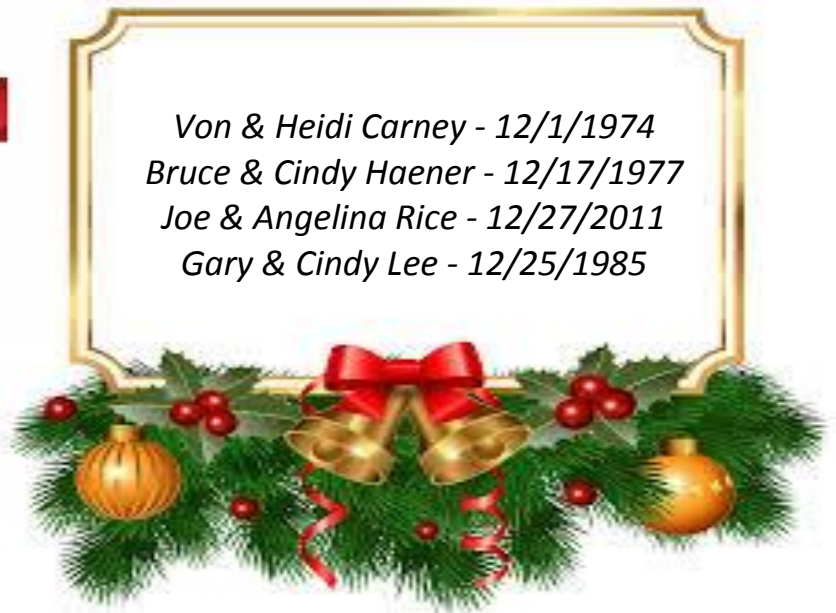 Von & Heidi Carney - 12/1/1974
Bruce & Cindy Haener - 12/17/1977
Joe & Angelina Rice - 12/27/2011
Gary & Cindy Lee - 12/25/1985